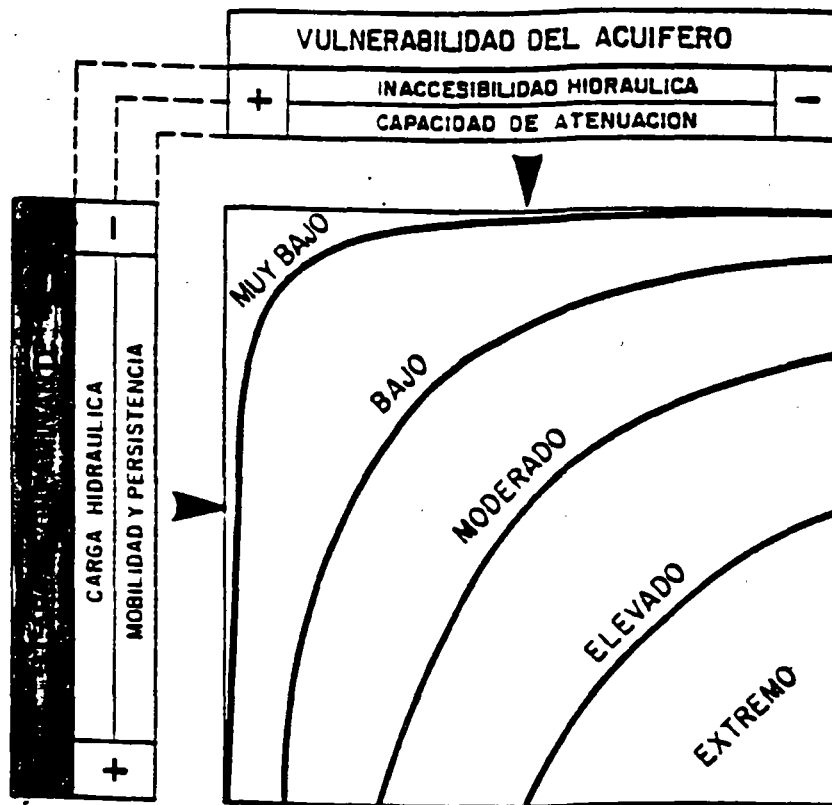 VULNERABILIDAD DEL ACUIFERO
+
INACCESIBILIDAD HIDRAULICA
CAPACIDAD DE ATENUACION
-
-
CARGA HIDRAULICA
MOBILIDAD Y PERSISTENCIA
+
MUY BAJO
BAJO
MODERADO
ELEVADO
EXTREMO